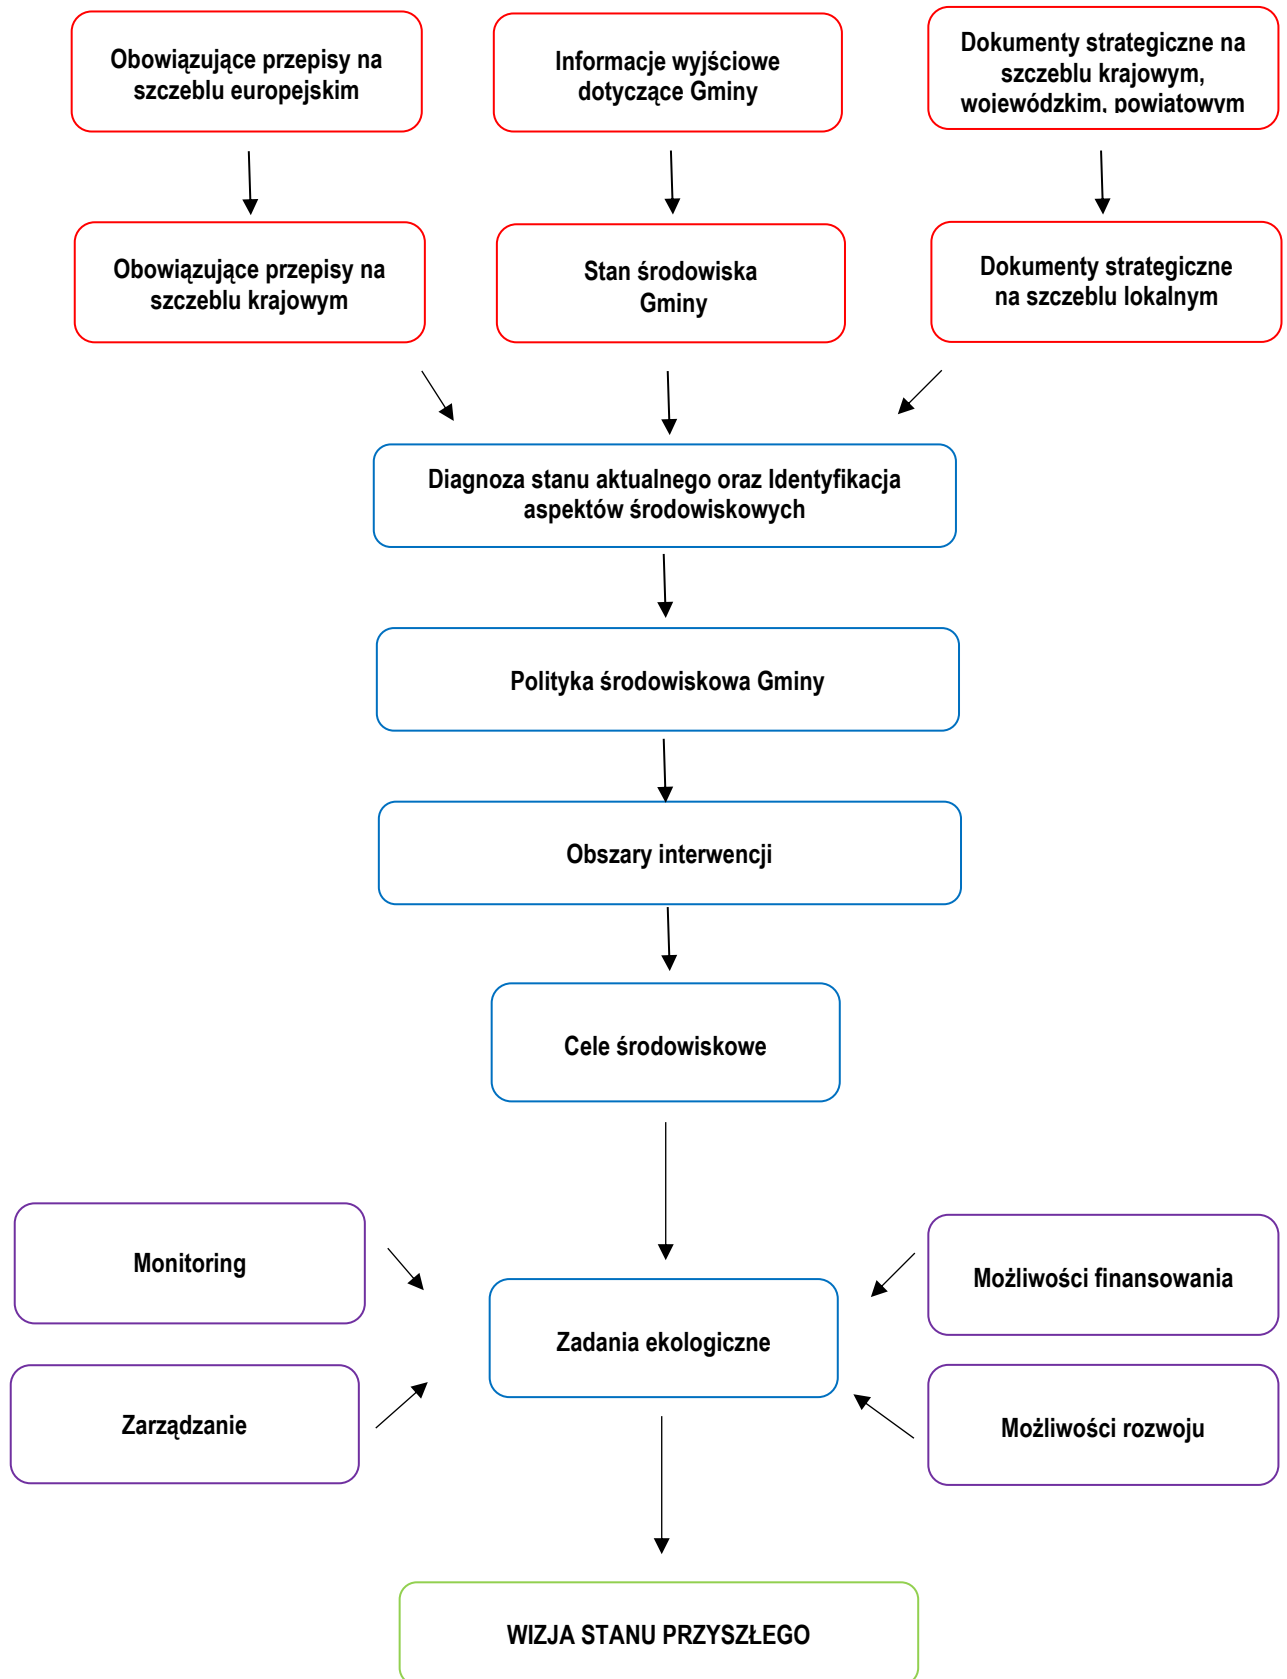 Obowiązujące przepisy na
szczeblu europejskim
Informacje wyjściowe
dotyczące Gminy
Dokumenty strategiczne na
szczeblu krajowym,
wojewódzkim, powiatowym
Obowiązujące przepisy na
szczeblu krajowym
Stan środowiska
Gminy
Dokumenty strategiczne
na szczeblu lokalnym
Diagnoza stanu aktualnego oraz Identyfikacja
aspektów środowiskowych
Polityka środowiskowa Gminy
Obszary interwencji
Cele środowiskowe
Monitoring
Możliwości finansowania
Zadania ekologiczne
Zarządzanie
Możliwości rozwoju
WIZJA STANU PRZYSZŁEGO